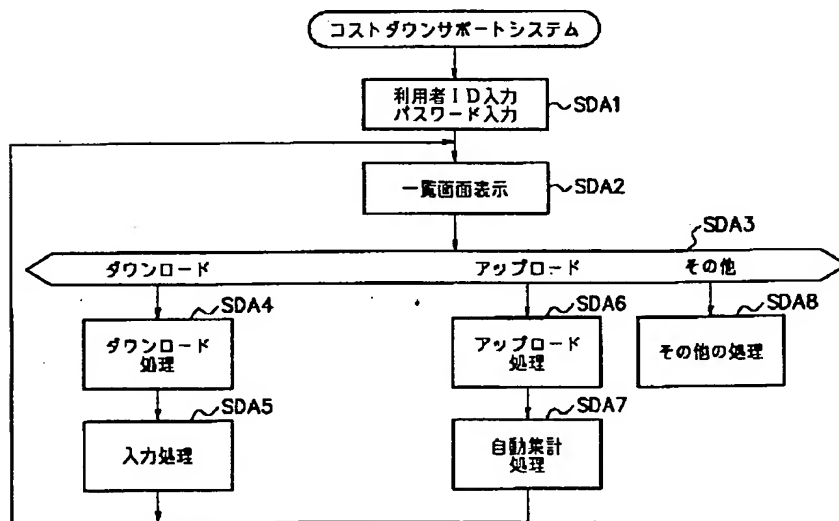 コストダウンサポートシステム
利用者ID入力
パスワード入力
SDA1
一覧画面表示
SDA2
SDA3
ダウンロード
アップロード
その他
SDA4
SDA6
SDA8
ダウンロード
処理
アップロード
処理
その他の処理
SDA5
SDA7
入力処理
自動集計
処理